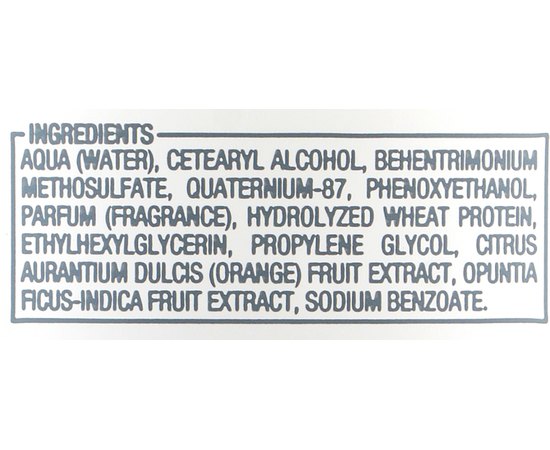 INGREDIENTS
AQUA (WATER), CETEARYL ALCOHOL, BEHENTRIMONIUM
METHOSULFATE, QUATERNIUM-87, PHENOXYETHANOL,
PARFUM (FRAGRANCE), HYDROLYZED WHEAT PROTEIN,
ETHYLHEXYLGLYCERIN, PROPYLENE GLYCOL, CITRUS
AURANTIUM DULCIS (ORANGE) FRUIT EXTRACT, OPUNTIA
FICUS-INDICA FRUIT EXTRACT, SODIUM BENZOATE.